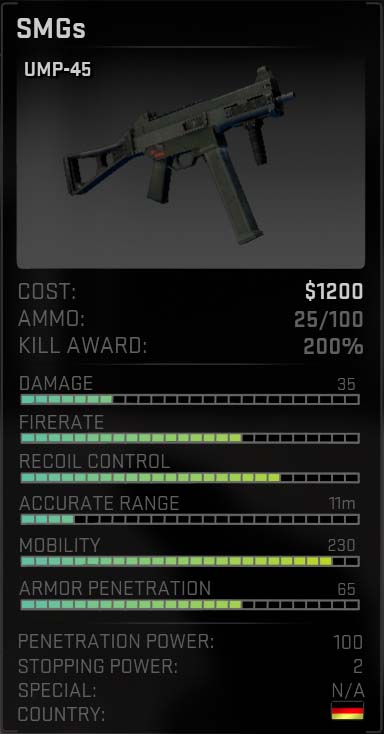 SMGs
UMP-45
COST: $1200
AMMO: 25/100
KILL AWARD: 200%
DAMAGE 35
FIRERATE
RECOIL CONTROL
ACCURATE RANGE 11m
MOBILITY 230
ARMOR PENETRATION 65
PENETRATION POWER: 100
STOPPING POWER: 2
SPECIAL: N/A
COUNTRY: